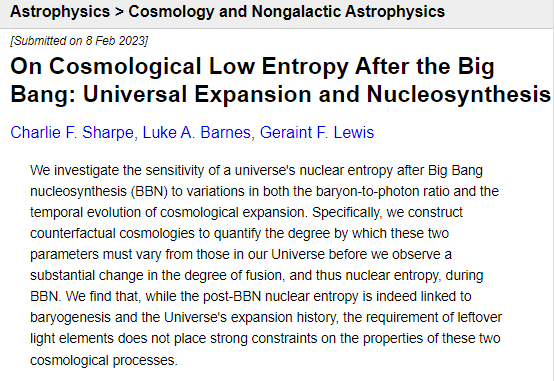 Astrophysics > Cosmology and Nongalactic Astrophysics
[Submitted on 8 Feb 2023]
On Cosmological Low Entropy After the Big
Bang: Universal Expansion and Nucleosynthesis
Charlie F. Sharpe, Luke A. Barnes, Geraint F. Lewis
We investigate the sensitivity of a universe's nuclear entropy after Big Bang
nucleosynthesis (BBN) to variations in both the baryon-to-photon ratio and the
temporal evolution of cosmological expansion. Specifically, we construct
counterfactual cosmologies to quantify the degree by which these two
parameters must vary from those in our Universe before we observe a
substantial change in the degree of fusion, and thus nuclear entropy, during
BBN. We find that, while the post-BBN nuclear entropy is indeed linked to
baryogenesis and the Universe's expansion history, the requirement of leftover
light elements does not place strong constraints on the properties of these two
cosmological processes.